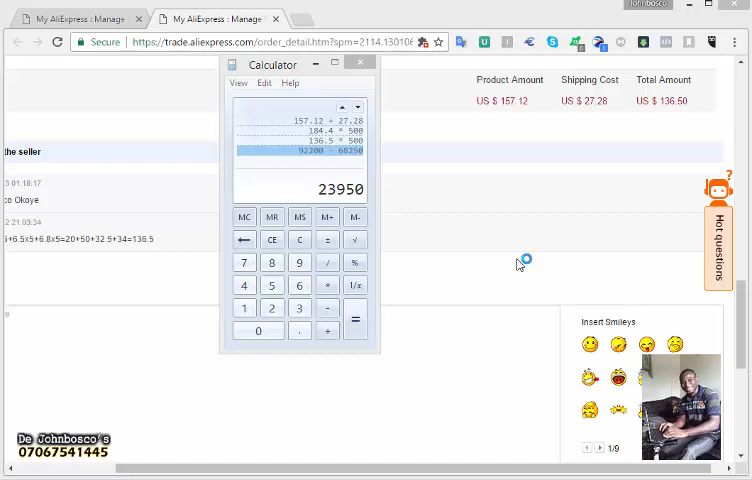 Johnbosco
My AliExpress : Manage
My AliExpress : Manage
Secure
https://trade.aliexpress.com/order_detail.htm?spm=2114.130106
Calculator
View Edit Help
157.12 + 27.28
184.4 * 500
136.5 * 500
92200 - 68250
23950
MC MR MS M+ M-
← CE C ± √
7 8 9 / %
4 5 6 * 1/x
1 2 3 - =
0 . +
Product Amount Shipping Cost Total Amount
US $ 157.12 US $ 27.28 US $ 136.50
the seller
3 01:18:17
co Okoye
2 21:03:34
5+6.5x5+6.8x5=20+50+32.5+34=136.5
?
Hot questions
Insert Smileys
1/9
De Johnbosco's
07067541445